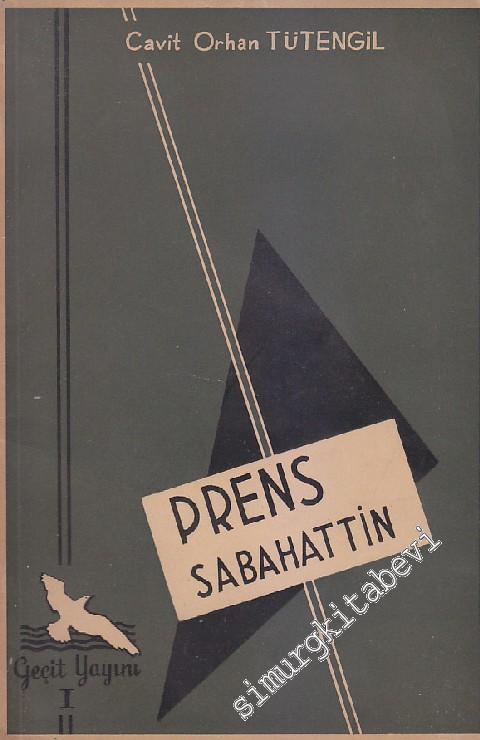 Cavit Orhan TÜTENGİL
PRENS
SABAHATTİN
Geçit Yayını
I
simurgkitabevi